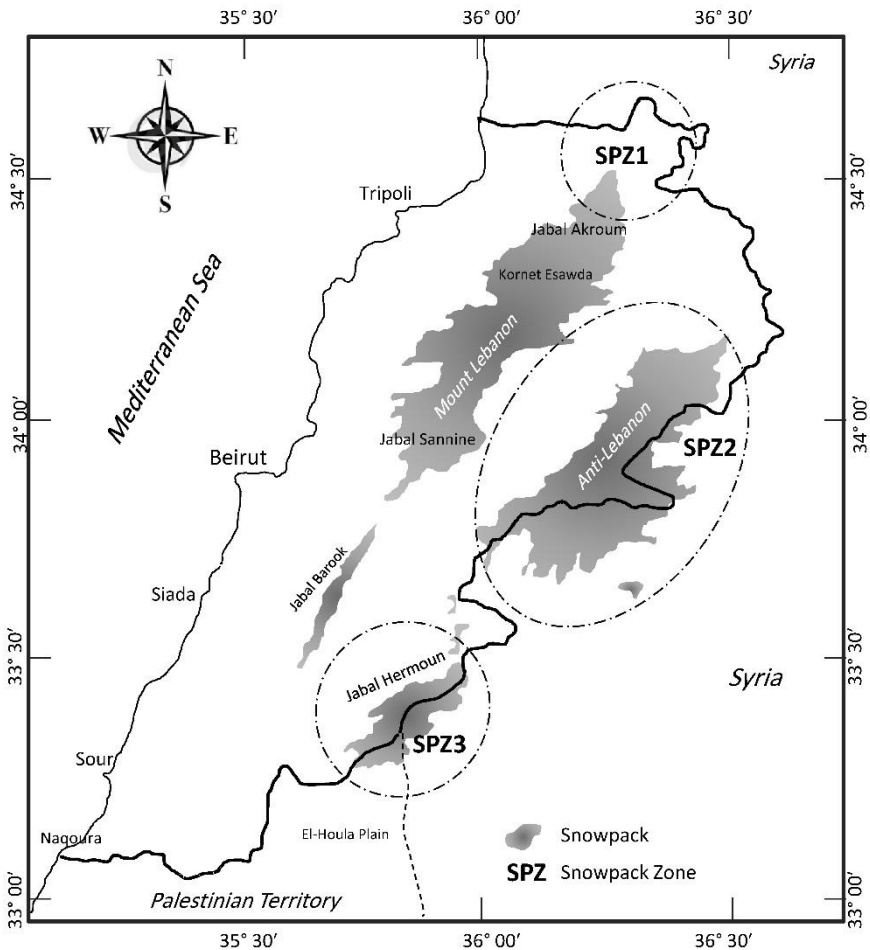 35° 30′ 36° 00′ 36° 30′
Syria
N
W E
S
SPZ1
34° 30′
34° 30′
Tripoli
Jabal Akroum
Kornet Esawda
Mediterranean Sea
Mount Lebanon
34° 00′
34° 00′
Jabal Sannine
Anti-Lebanon
SPZ2
Beirut
Jabal Barook
Siada
33° 30′
33° 30′
Jabal Hermoun
Syria
SPZ3
Sour
El-Houla Plain
Snowpack
Naqoura
SPZ Snowpack Zone
Palestinian Territory
33° 00′
33° 00′
35° 30′ 36° 00′ 36° 30′